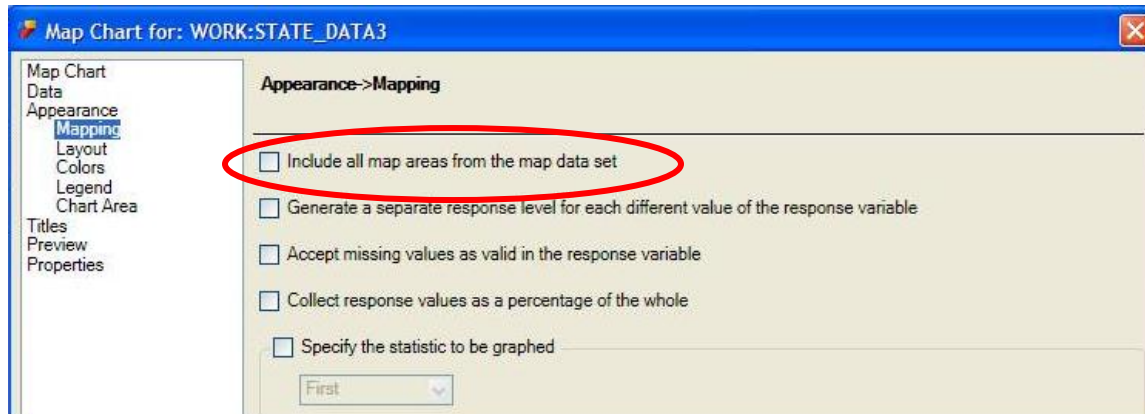 Map Chart for: WORK:STATE_DATA3
Map Chart
Data
Appearance
Mapping
Layout
Colors
Legend
Chart Area
Titles
Preview
Properties
Appearance->Mapping
Include all map areas from the map data set
Generate a separate response level for each different value of the response variable
Accept missing values as valid in the response variable
Collect response values as a percentage of the whole
Specify the statistic to be graphed
First